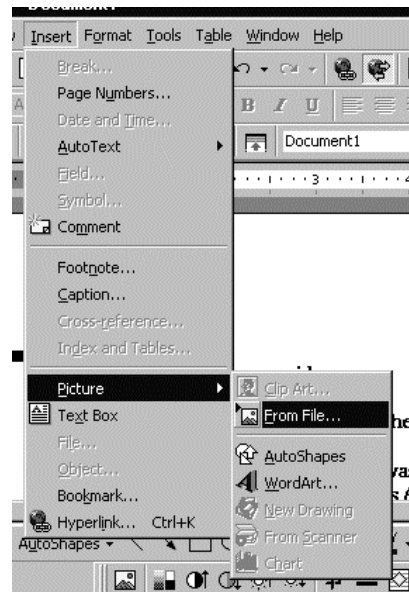 Insert Format Tools Table Window Help
Break...
Page Numbers...
B I U
Date and Time...
AutoText
Document1
Field...
3
Symbol...
Comment
Footnote...
Caption...
Cross-reference...
Index and Tables...
Picture
Clip Art...
Text Box
From File...
File...
AutoShapes
Object...
WordArt...
Bookmark...
New Drawing
Hyperlink... Ctrl+K
From Scanner
AutoShapes
Chart